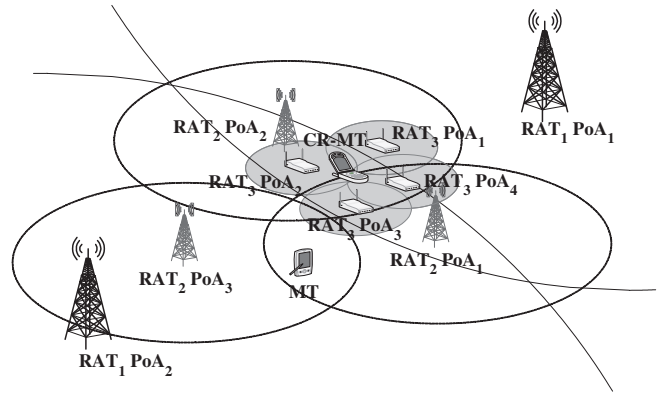 RAT₁ PoA₁
RAT₂ PoA₂
CR-MT
RAT₃ PoA₁
RAT₃ PoA₂
RAT₃ PoA₄
RAT₃ PoA₃
RAT₂ PoA₁
RAT₂ PoA₃
MT
RAT₁ PoA₂